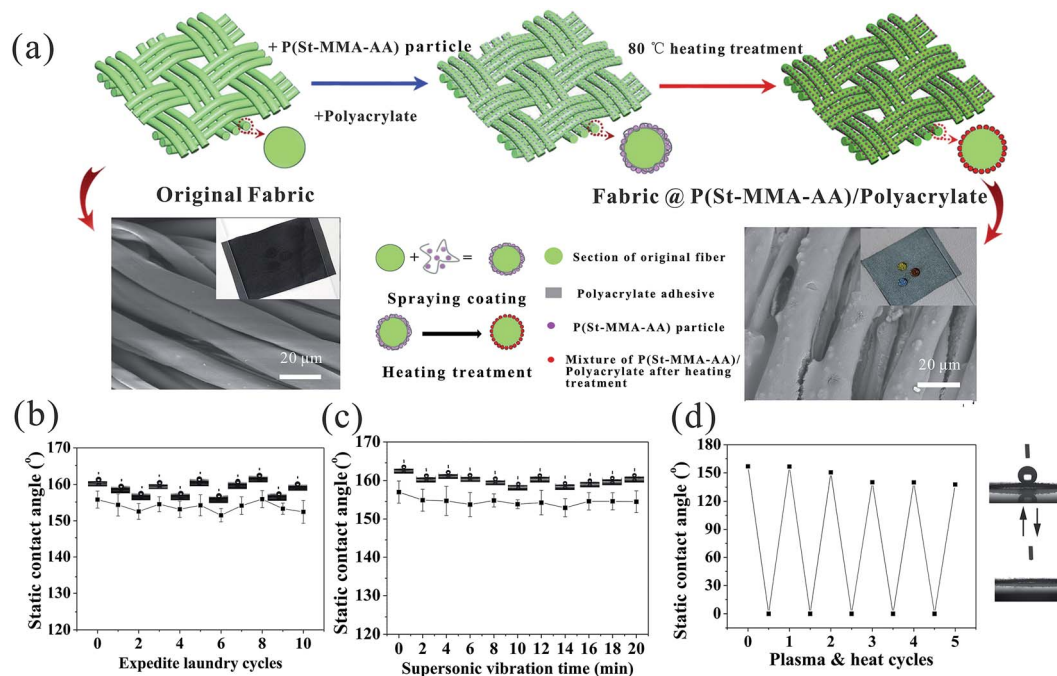 (a)
+ P(St-MMA-AA) particle
+Polyacrylate
80 ℃ heating treatment
Original Fabric
Fabric @ P(St-MMA-AA)/Polyacrylate
20 μm
+
=
Spraying coating
Heating treatment
Section of original fiber
Polyacrylate adhesive
P(St-MMA-AA) particle
Mixture of P(St-MMA-AA)/
Polyacrylate after heating
treatment
20 μm
(b)
Static contact angle (°)
170
160
150
140
130
120
0 2 4 6 8 10
Expedite laundry cycles
(c)
Static contact angle (°)
170
160
150
140
130
120
0 2 4 6 8 10 12 14 16 18 20
Supersonic vibration time (min)
(d)
Static contact angle (°)
180
150
120
90
60
30
0
0 1 2 3 4 5
Plasma & heat cycles